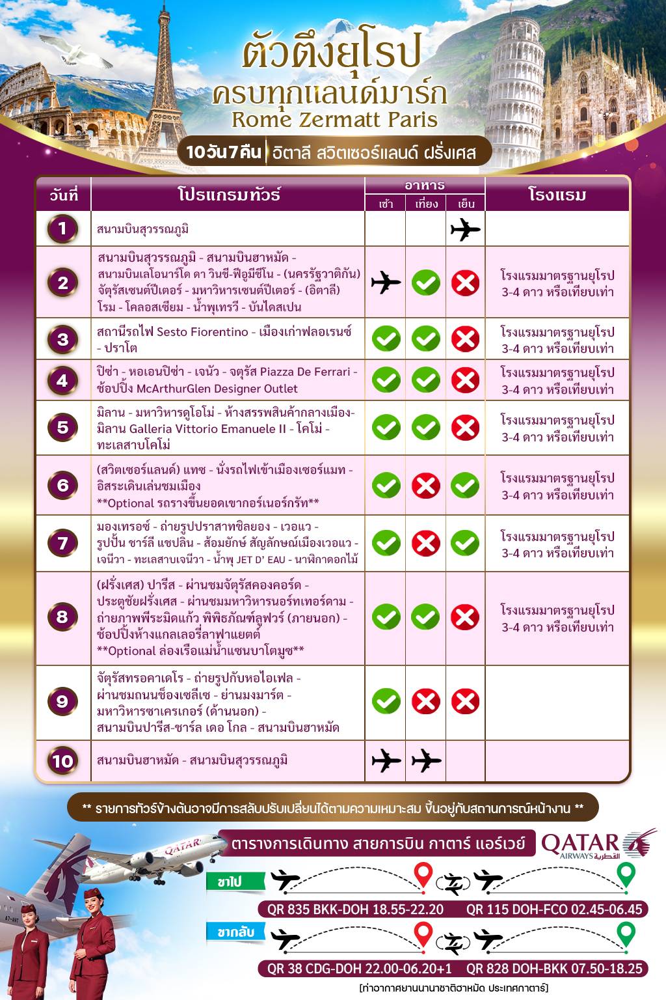 ตัวตึงยุโรป
ครบทุกแลนด์มาร์ก
Rome Zermatt Paris
10วัน7คืน อิตาลี สวิตเซอร์แลนด์ ฝรั่งเศส
วันที่ โปรแกรมทัวร์ อาหาร โรงแรม
เช้า เที่ยง เย็น
1 สนามบินสุวรรณภูมิ
2
สนามบินสุวรรณภูมิ - สนามบินฮาหมัด -
สนามบินเลโอนาร์โด ดา วินชี-ฟิอูมีชีโน - (นครรัฐวาติกัน)
จัตุรัสเซนต์ปีเตอร์ - มหาวิหารเซนต์ปีเตอร์ - (อิตาลี)
โรม - โคลอสเซียม - น้ำพุเทรวี - บันไดสเปน
โรงแรมมาตรฐานยุโรป
3-4 ดาว หรือเทียบเท่า
3
สถานีรถไฟ Sesto Fiorentino - เมืองเก่าฟลอเรนซ์
- ปราโต
โรงแรมมาตรฐานยุโรป
3-4 ดาว หรือเทียบเท่า
4
ปิซ่า - หอเอนปิซ่า - เจนัว - จตุรัส Piazza De Ferrari -
ช้อปปิ้ง McArthurGlen Designer Outlet
โรงแรมมาตรฐานยุโรป
3-4 ดาว หรือเทียบเท่า
5
มิลาน - มหาวิหารดูโอโม่ - ห้างสรรพสินค้ากลางเมือง-
มิลาน Galleria Vittorio Emanuele II - โคโม่ -
ทะเลสาบโคโม่
โรงแรมมาตรฐานยุโรป
3-4 ดาว หรือเทียบเท่า
6
(สวิตเซอร์แลนด์) แทซ - นั่งรถไฟเข้าเมืองเซอร์แมท -
อิสระเดินเล่นชมเมือง
**Optional รถรางขึ้นยอดเขากอร์เนอร์กรัท**
โรงแรมมาตรฐานยุโรป
3-4 ดาว หรือเทียบเท่า
7
มองเทรอซ์ - ถ่ายรูปปราสาทชิลยอง - เวอแว -
รูปปั้น ชาร์ลี แชปลิน - ส้อมยักษ์ สัญลักษณ์เมืองเวอแว -
เจนีวา - ทะเลสาบเจนีวา - น้ำพุ JET D’ EAU - นาฬิกาดอกไม้
โรงแรมมาตรฐานยุโรป
3-4 ดาว หรือเทียบเท่า
8
(ฝรั่งเศส) ปารีส - ผ่านชมจัตุรัสคองคอร์ด -
ประตูชัยฝรั่งเศส - ผ่านชมมหาวิหารนอร์ทเทอร์ดาม -
ถ่ายภาพพีระมิดแก้ว พิพิธภัณฑ์ลูฟวร์ (ภายนอก) -
ช้อปปิ้งห้างแกลเลอรี่ลาฟาแยตต์
**Optional ล่องเรือแม่น้ำแซนบาโตมูช**
โรงแรมมาตรฐานยุโรป
3-4 ดาว หรือเทียบเท่า
9
จัตุรัสทรอคาเดโร - ถ่ายรูปกับหอไอเฟล -
ผ่านชมถนนช็องเซลีเซ - ย่านมงมาร์ต -
มหาวิหารซาเครเกอร์ (ด้านนอก) -
สนามบินปารีส-ชาร์ล เดอ โกล - สนามบินฮาหมัด
10 สนามบินฮาหมัด - สนามบินสุวรรณภูมิ
** รายการทัวร์ข้างต้นอาจมีการสลับปรับเปลี่ยนได้ตามความเหมาะสม ขึ้นอยู่กับสถานการณ์หน้างาน **
ตารางการเดินทาง สายการบิน กาตาร์ แอร์เวย์
QATAR
AIRWAYS القطرية
QATAR
A7-ANT
ขาไป
QR 835 BKK-DOH 18.55-22.20 QR 115 DOH-FCO 02.45-06.45
ขากลับ
QR 38 CDG-DOH 22.00-06.20+1 QR 828 DOH-BKK 07.50-18.25
[ท่าอากาศยานนานาชาติฮาหมัด ประเทศกาตาร์]